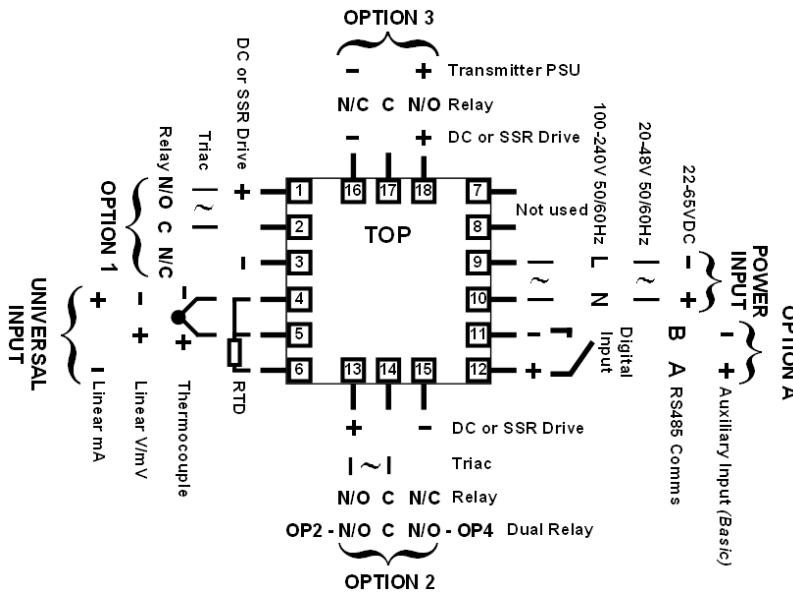 OPTION 3
- + Transmitter PSU
N/C C N/O Relay
- + DC or SSR Drive
16 17 18
TOP
1
2
3
4
5
6
7
8
9
10
11
12
13 14 15
Not used
DC or SSR Drive
+ -
Triac
~
Relay N/O C N/C
OPTION 1
RTD
Thermocouple
- +
Linear V/mV
- +
Linear mA
+ -
UNIVERSAL INPUT
~
100-240V 50/60Hz
L N
20-48V 50/60Hz
~
22-65VDC
- +
POWER INPUT
Digital Input
- +
B A RS485 Comms
- + Auxiliary Input (Basic)
OPTION A
+ - DC or SSR Drive
~ Triac
N/O C N/C Relay
OP2 - N/O C N/O - OP4 Dual Relay
OPTION 2